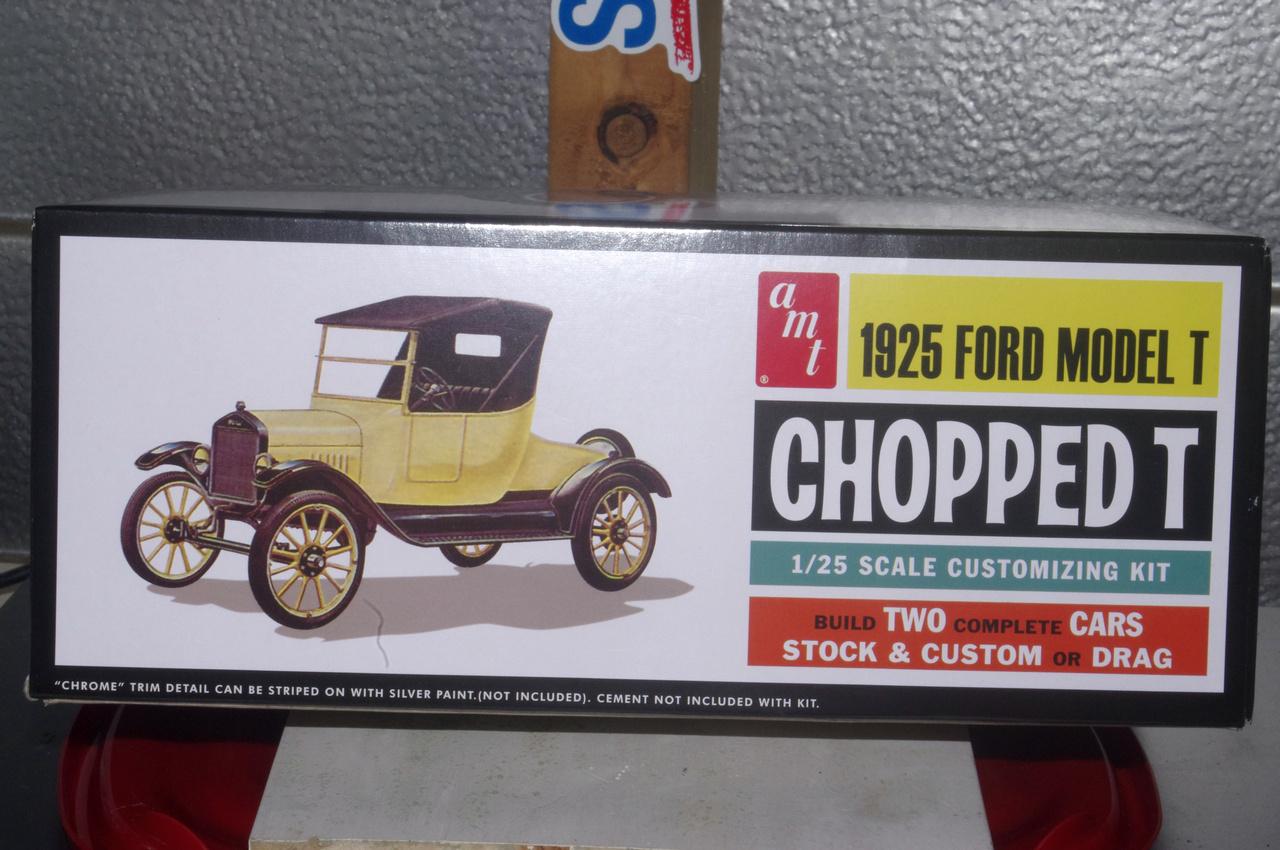 S
amt
®
1925 FORD MODEL T
CHOPPED T
1/25 SCALE CUSTOMIZING KIT
BUILD TWO COMPLETE CARS
STOCK & CUSTOM OR DRAG
"CHROME" TRIM DETAIL CAN BE STRIPED ON WITH SILVER PAINT.(NOT INCLUDED). CEMENT NOT INCLUDED WITH KIT.